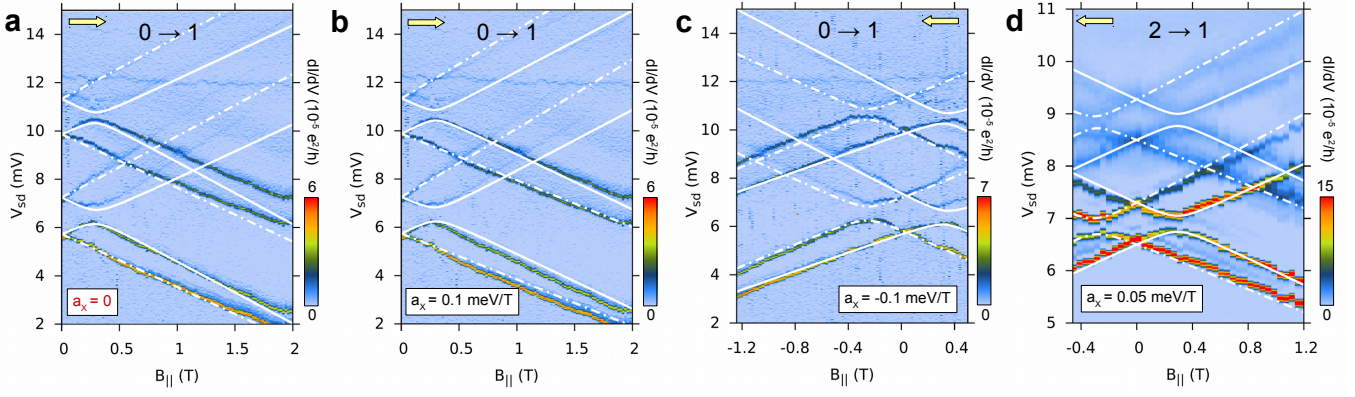 a
0 → 1
14
12
10
8
6
4
2
V_sd (mV)
0
0.5
1
1.5
2
B_|| (T)
a_x = 0
dI/dV (10^-5 e^2/h)
6
0
b
0 → 1
14
12
10
8
6
4
2
V_sd (mV)
0
0.5
1
1.5
2
B_|| (T)
a_x = 0.1 meV/T
dI/dV (10^-5 e^2/h)
6
0
c
0 → 1
14
12
10
8
6
4
2
V_sd (mV)
-1.2
-0.8
-0.4
0
0.4
B_|| (T)
a_x = -0.1 meV/T
dI/dV (10^-5 e^2/h)
7
0
d
2 → 1
11
10
9
8
7
6
5
V_sd (mV)
-0.4
0
0.4
0.8
1.2
B_|| (T)
a_x = 0.05 meV/T
dI/dV (10^-5 e^2/h)
15
0